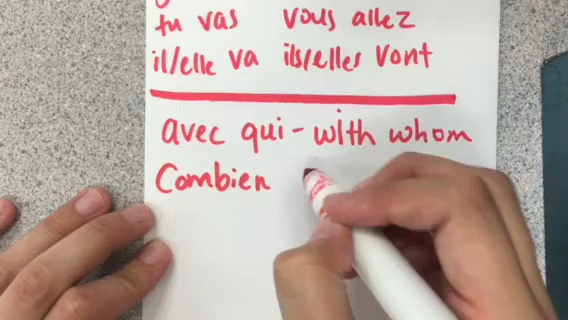 tu vas vous allez
il/elle va ils/elles vont
avec qui - with whom
Combien